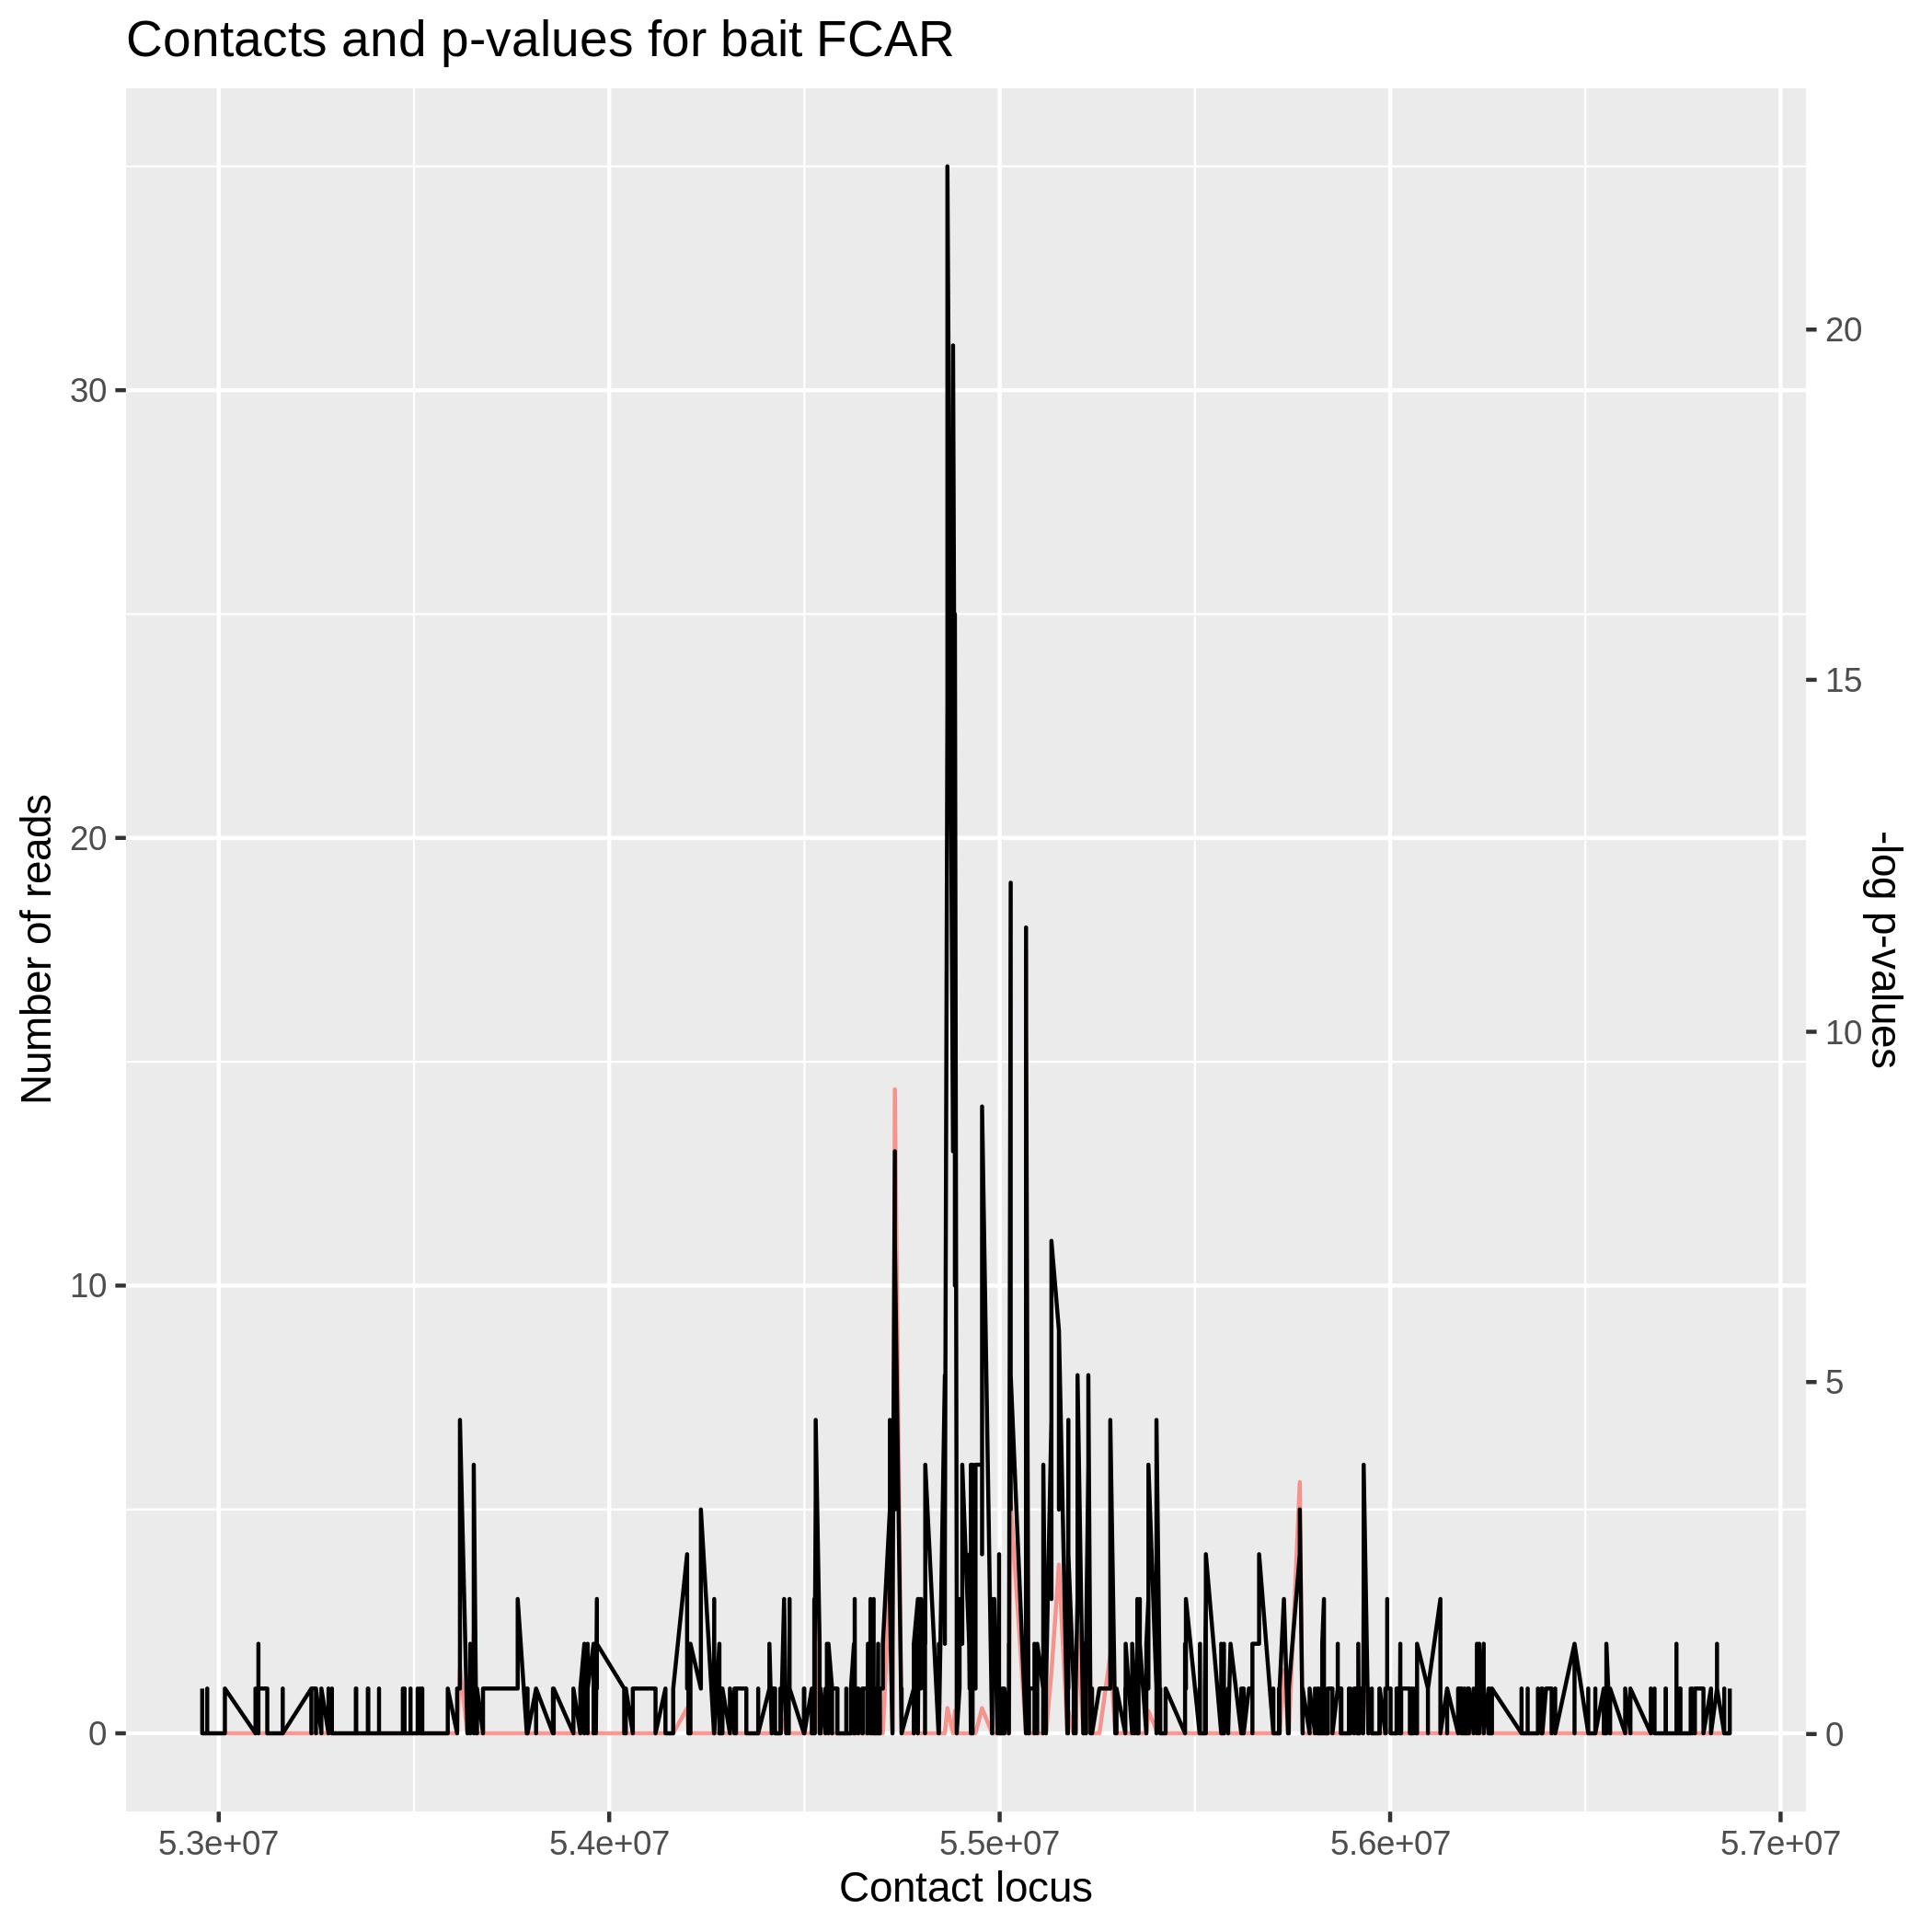 Contacts and p-values for bait FCAR
Number of reads
30
20
10
0
20
15
10
5
0
-log p-values
5.3e+07
5.4e+07
5.5e+07
5.6e+07
5.7e+07
Contact locus